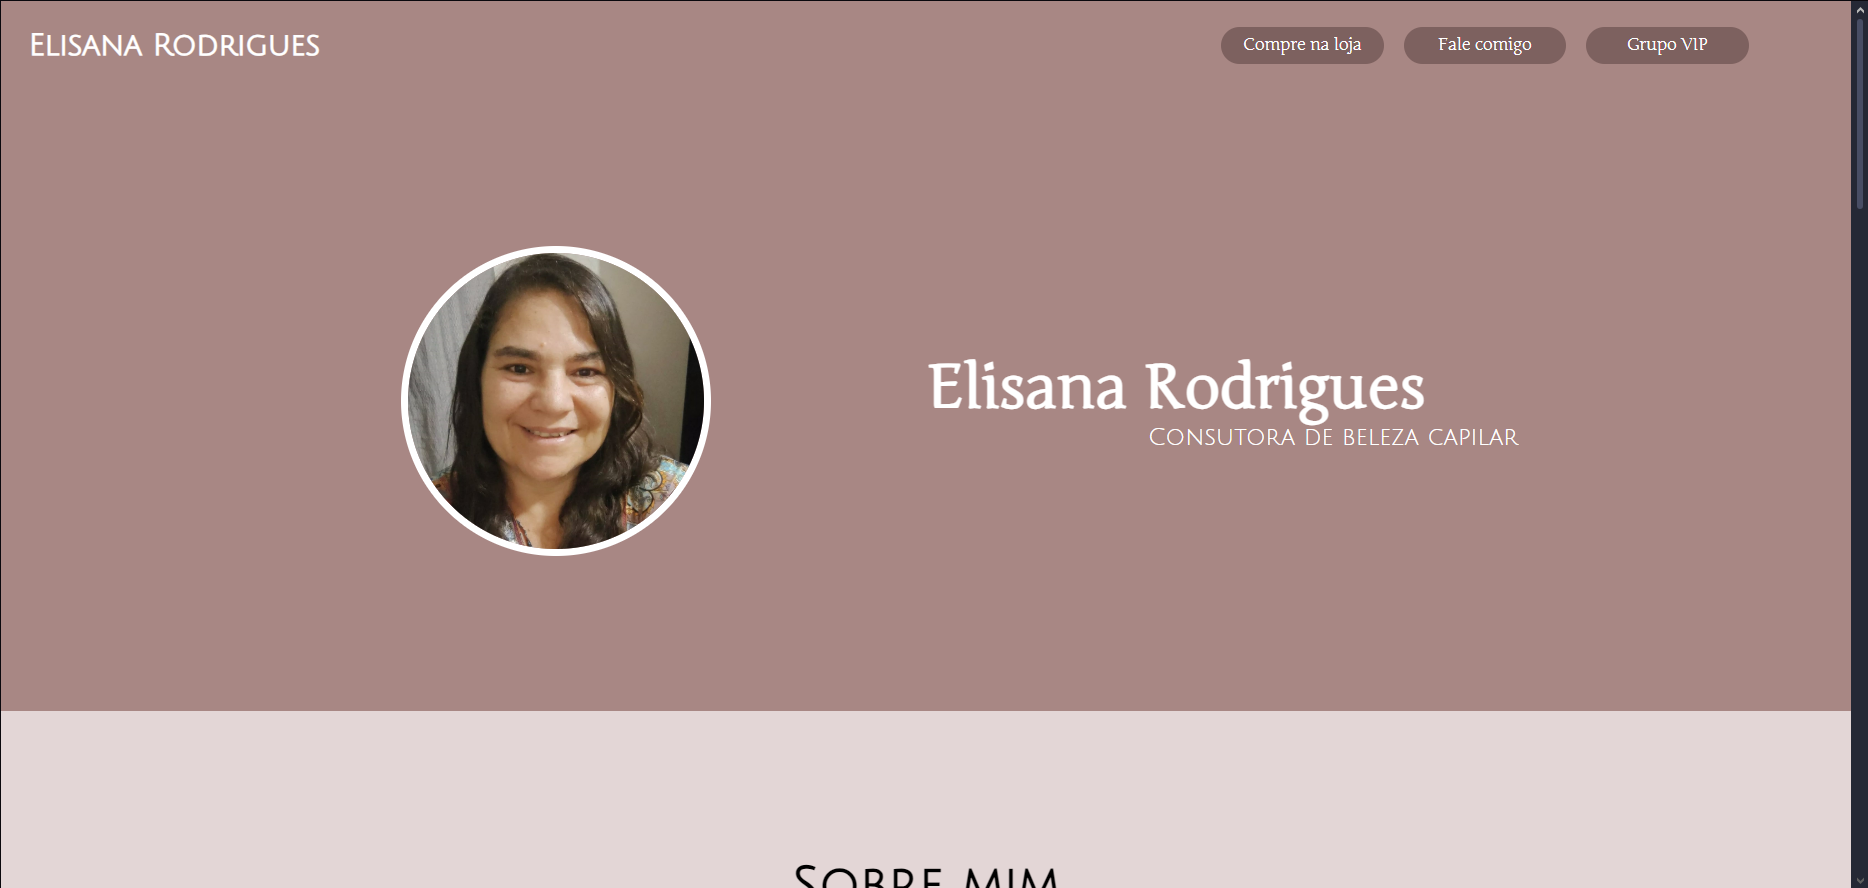 Elisana Rodrigues
Compre na loja
Fale comigo
Grupo VIP
Elisana Rodrigues
Consutora de beleza capilar
Sobre mim